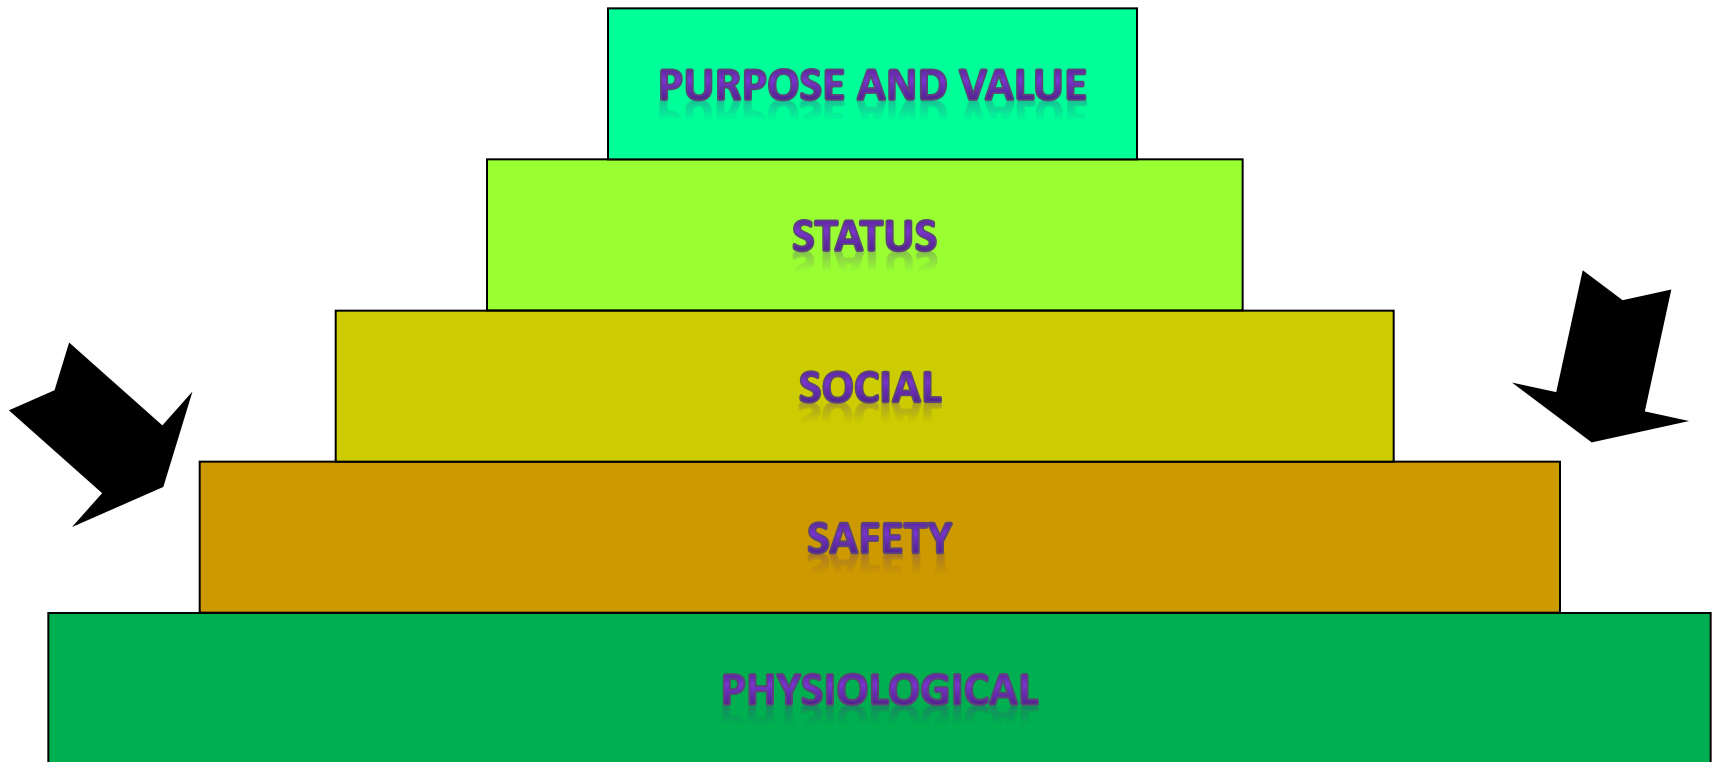 PURPOSE AND VALUE
STATUS
SOCIAL
SAFETY
PHYSIOLOGICAL